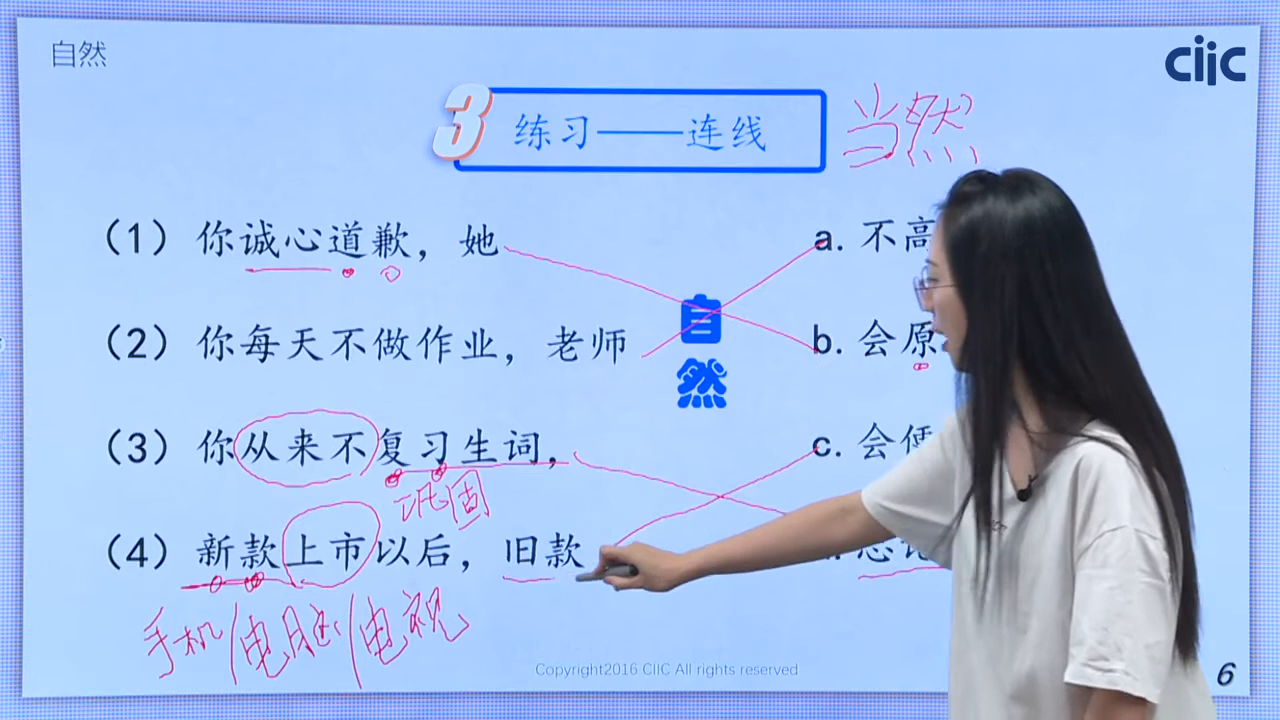 自然
CIIC
3 练习——连线
当然
（1）你诚心道歉，她
a. 不高
自然
（2）你每天不做作业，老师
b. 会原
（3）你从来不复习生词，
c. 会便
巩固
（4）新款上市以后，旧款
手机/电脑/电视
Copyright2016 CIIC All rights reserved
6